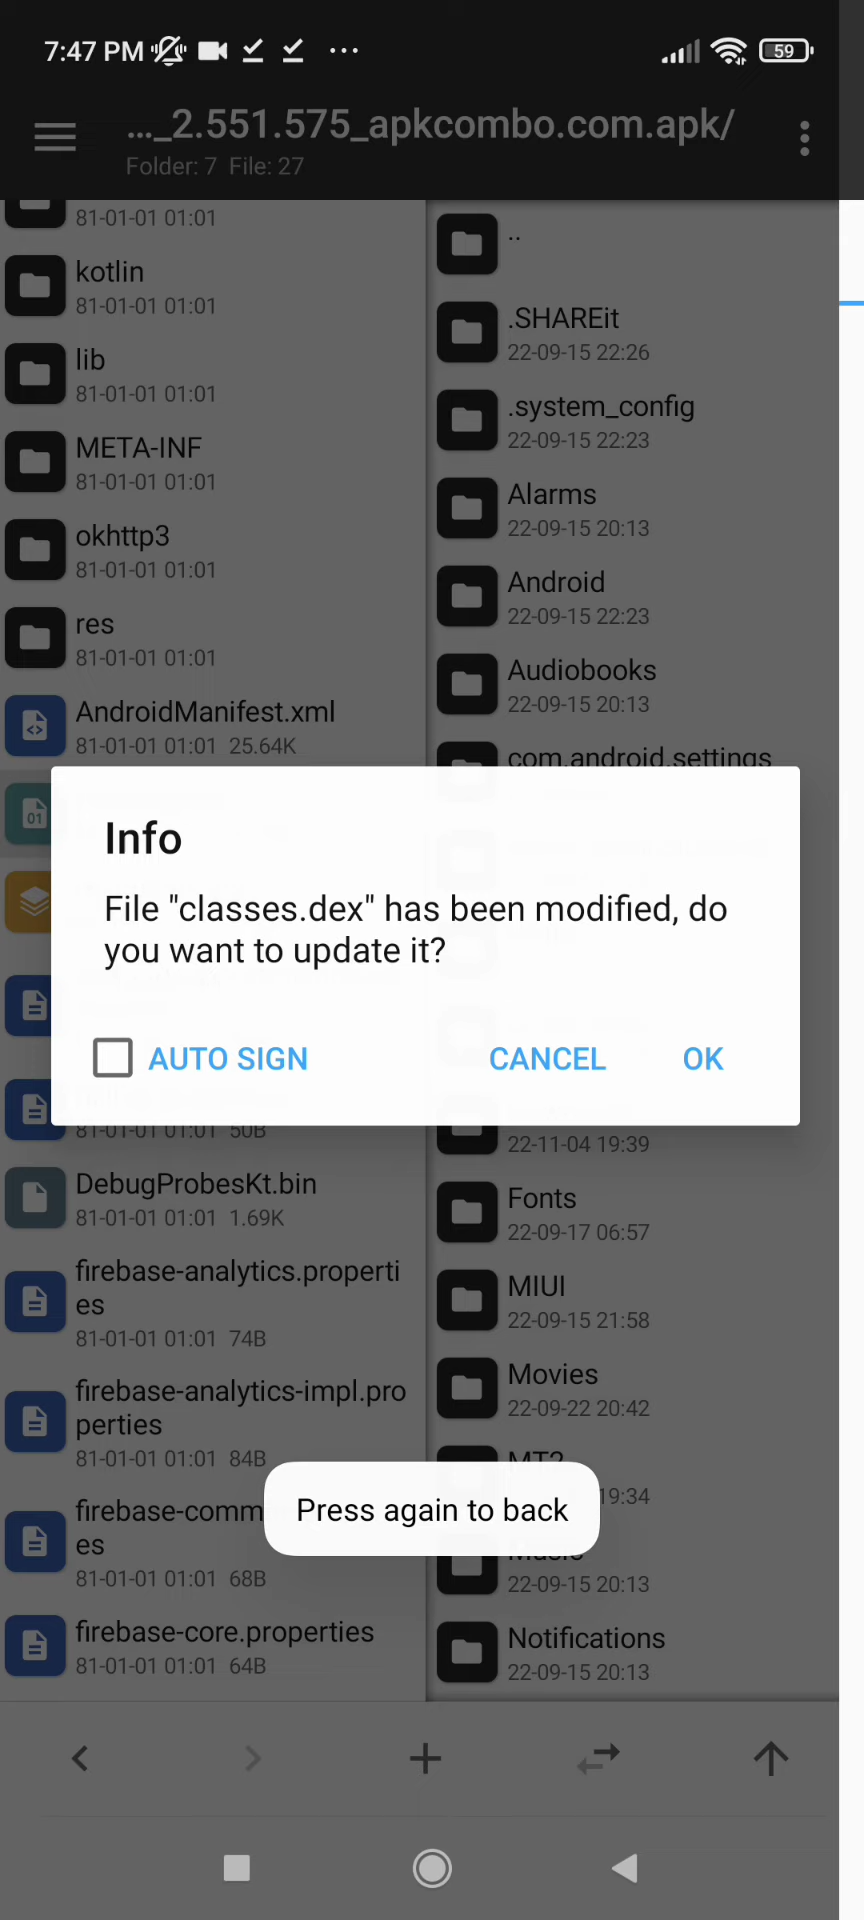 7:47 PM
59
..._2.551.575_apkcombo.com.apk/
Folder: 7 File: 27
81-01-01 01:01
kotlin
81-01-01 01:01
lib
81-01-01 01:01
META-INF
81-01-01 01:01
okhttp3
81-01-01 01:01
res
81-01-01 01:01
AndroidManifest.xml
81-01-01 01:01 25.64K
01
..
.SHAREit
22-09-15 22:26
.system_config
22-09-15 22:23
Alarms
22-09-15 20:13
Android
22-09-15 22:23
Audiobooks
22-09-15 20:13
com.android.settings
Info
File "classes.dex" has been modified, do
you want to update it?
AUTO SIGN
CANCEL
OK
81-01-01 01:01 50B
DebugProbesKt.bin
81-01-01 01:01 1.69K
firebase-analytics.properti
es
81-01-01 01:01 74B
firebase-analytics-impl.pro
perties
81-01-01 01:01 84B
firebase-comm
es
81-01-01 01:01 68B
firebase-core.properties
81-01-01 01:01 64B
22-11-04 19:39
Fonts
22-09-17 06:57
MIUI
22-09-15 21:58
Movies
22-09-22 20:42
MT2
19:34
Press again to back
Music
22-09-15 20:13
Notifications
22-09-15 20:13